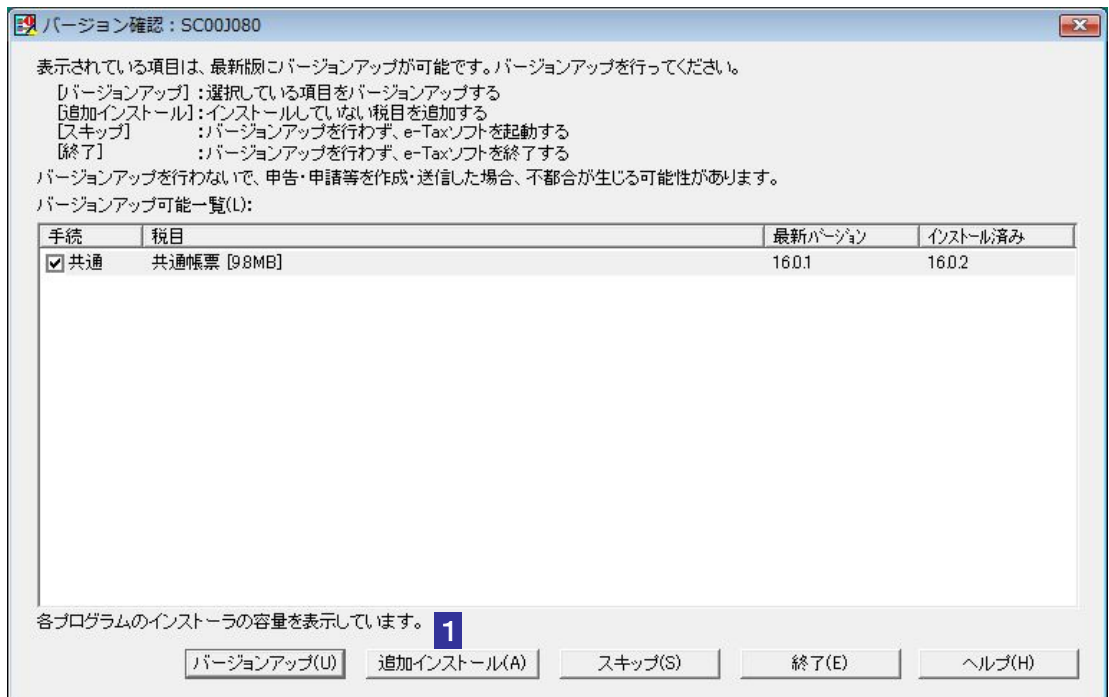 バージョン確認:SC00J080
表示されている項目は、最新版にバージョンアップが可能です。バージョンアップを行ってください。
[バージョンアップ] :選択している項目をバージョンアップする
[追加インストール]:インストールしていない税目を追加する
[スキップ] :バージョンアップを行わず、e-Taxソフトを起動する
[終了] :バージョンアップを行わず、e-Taxソフトを終了する
バージョンアップを行わないで、申告・申請等を作成・送信した場合、不都合が生じる可能性があります。
バージョンアップ可能一覧(L):
手続 税目 最新バージョン インストール済み
共通 共通帳票 [9.8MB] 16.0.1 16.0.2
各プログラムのインストーラの容量を表示しています。
1
バージョンアップ(U) 追加インストール(A) スキップ(S) 終了(E) ヘルプ(H)